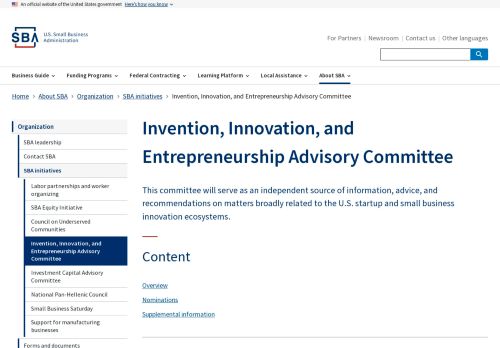 An official website of the United States government Here's how you know
SBA U.S. Small Business
Administration
For Partners Newsroom Contact us Other languages
Business Guide Funding Programs Federal Contracting Learning Platform Local Assistance About SBA
Home About SBA Organization SBA initiatives Invention, Innovation, and Entrepreneurship Advisory Committee
Organization
SBA leadership
Contact SBA
SBA initiatives
Labor partnerships and worker
organizing
SBA Equity Initiative
Council on Underserved
Communities
Invention, Innovation, and
Entrepreneurship Advisory
Committee
Investment Capital Advisory
Committee
National Pan-Hellenic Council
Small Business Saturday
Support for manufacturing
businesses
Forms and documents
Invention, Innovation, and
Entrepreneurship Advisory Committee
This committee will serve as an independent source of information, advice, and
recommendations on matters broadly related to the U.S. startup and small business
innovation ecosystems.
Content
Overview
Nominations
Supplemental information